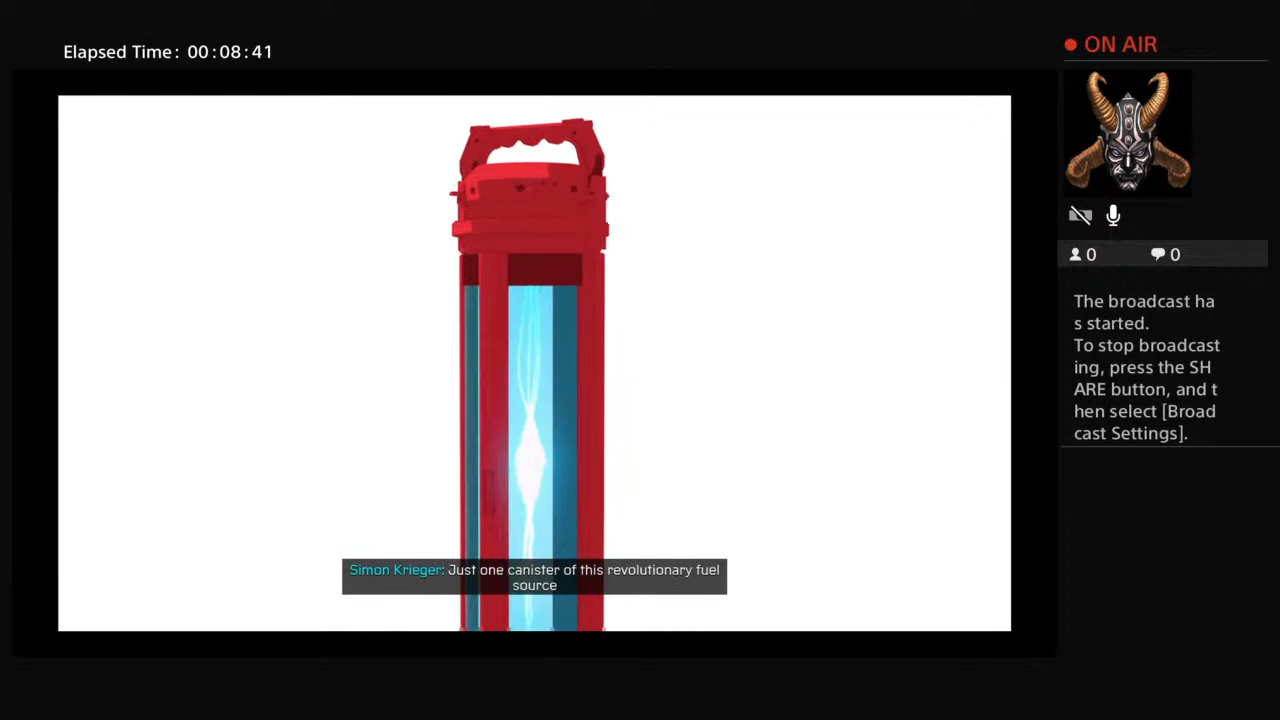 Elapsed Time: 00:08:41
ON AIR
0 0
The broadcast ha
s started.
To stop broadcast
ing, press the SH
ARE button, and t
hen select [Broad
cast Settings].
Simon Krieger: Just one canister of this revolutionary fuel
source